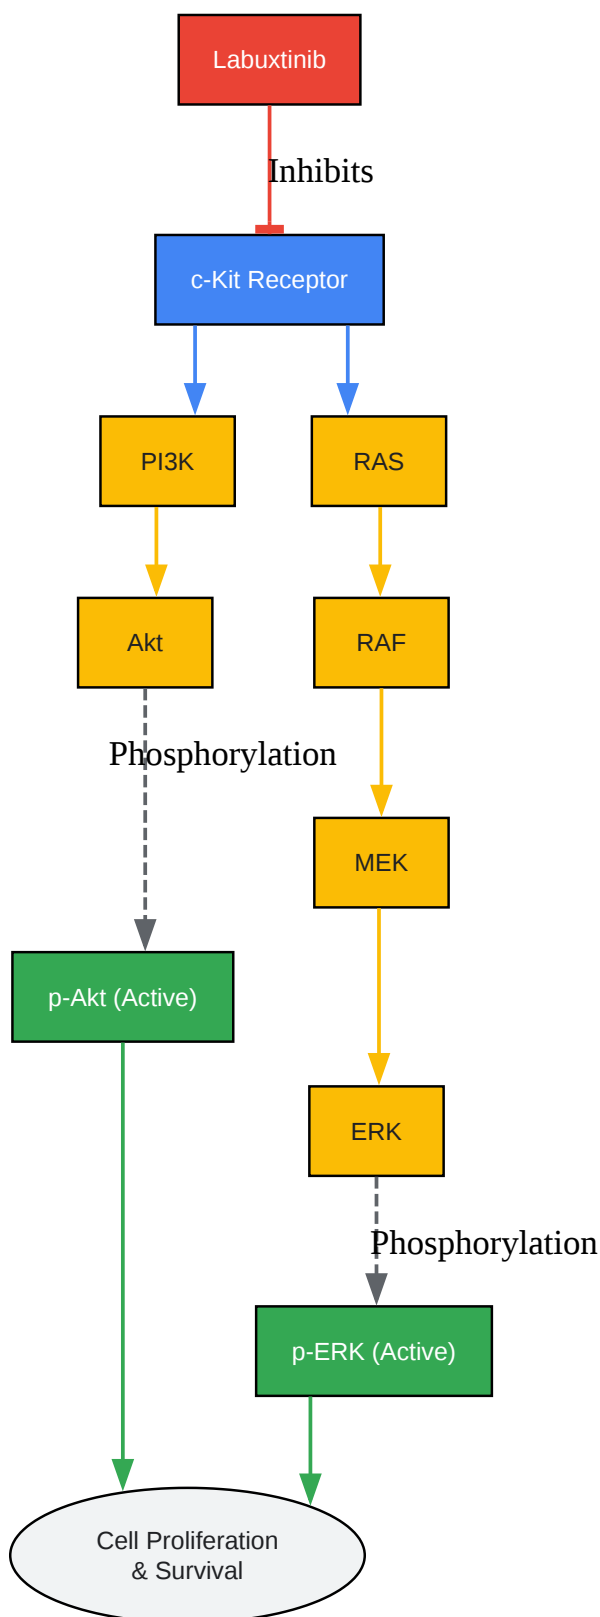 Labuxtinib
Inhibits
c-Kit Receptor
PI3K
RAS
Akt
RAF
Phosphorylation
MEK
p-Akt (Active)
ERK
Phosphorylation
p-ERK (Active)
Cell Proliferation
& Survival